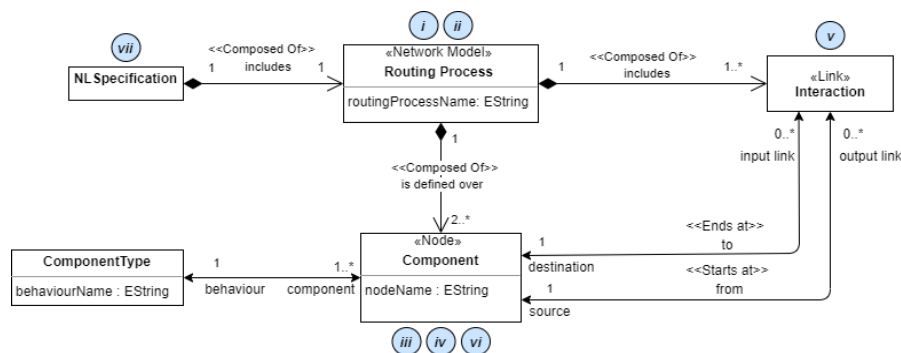 i ii
vii
v
<<Composed Of>>
includes
1 1
NLSpecification
«Network Model»
Routing Process
routingProcessName: EString
<<Composed Of>>
includes
1 1..*
«Link»
Interaction
1
<<Composed Of>>
is defined over
2..*
0..* 0..*
input link output link
<<Ends at>>
to
1
destination
<<Starts at>>
from
1
source
ComponentType
behaviourName : EString
1 1..*
behaviour component
«Node»
Component
nodeName : EString
iii iv vi